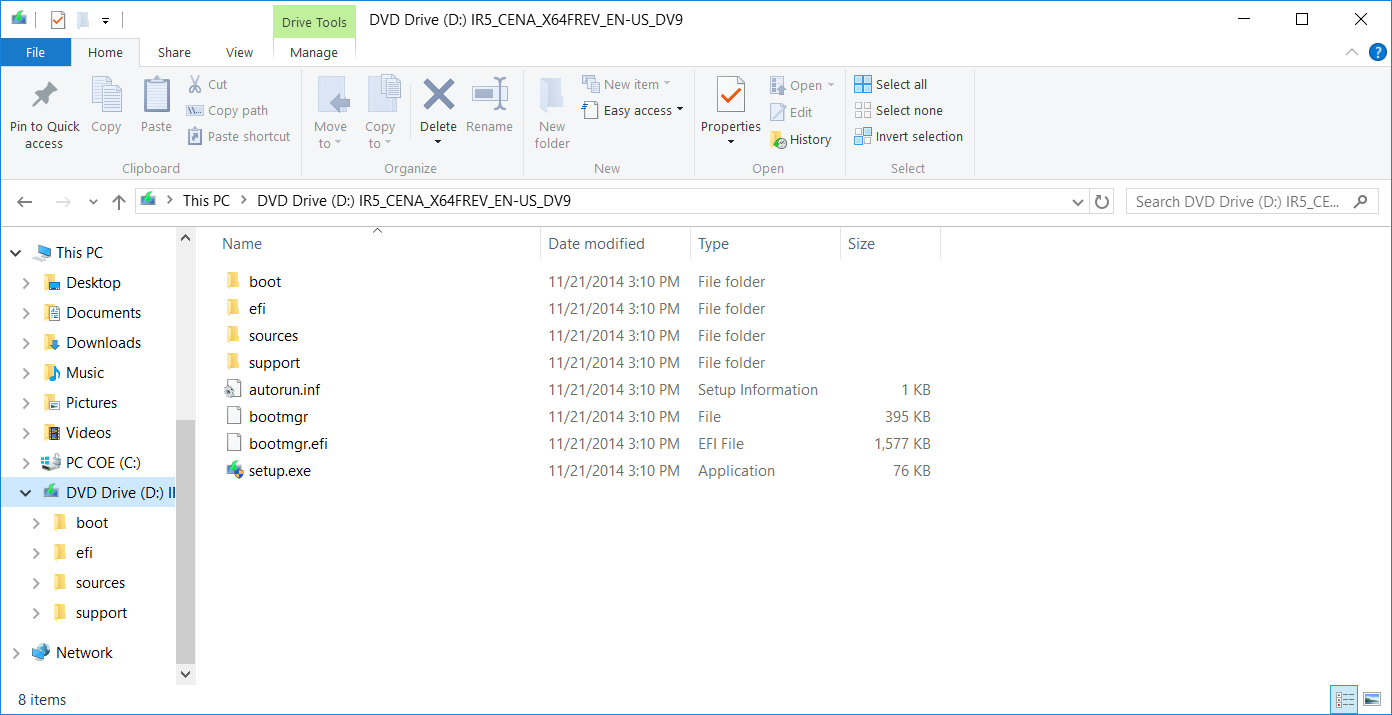 Drive Tools
DVD Drive (D:) IR5_CENA_X64FREV_EN-US_DV9
File Home Share View Manage
?
Pin to Quick
access
Copy
Paste
Cut
Copy path
Paste shortcut
Clipboard
Move
to
Copy
to
Delete
Rename
Organize
New
folder
New item
Easy access
New
Properties
Open
Edit
History
Open
Select all
Select none
Invert selection
Select
This PC > DVD Drive (D:) IR5_CENA_X64FREV_EN-US_DV9
Search DVD Drive (D:) IR5_CE...
This PC
Desktop
Documents
Downloads
Music
Pictures
Videos
PC COE (C:)
DVD Drive (D:) I
boot
efi
sources
support
Network
Name Date modified Type Size
boot 11/21/2014 3:10 PM File folder
efi 11/21/2014 3:10 PM File folder
sources 11/21/2014 3:10 PM File folder
support 11/21/2014 3:10 PM File folder
autorun.inf 11/21/2014 3:10 PM Setup Information 1 KB
bootmgr 11/21/2014 3:10 PM File 395 KB
bootmgr.efi 11/21/2014 3:10 PM EFI File 1,577 KB
setup.exe 11/21/2014 3:10 PM Application 76 KB
8 items